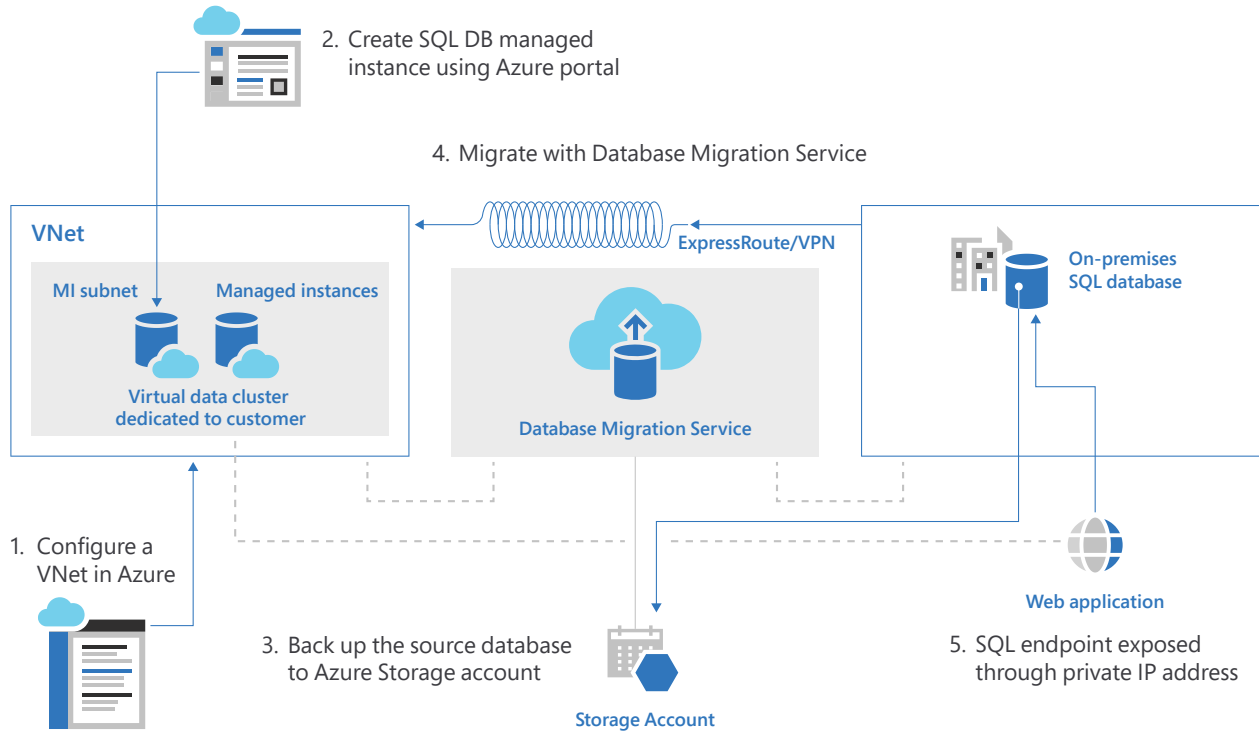 2. Create SQL DB managed
instance using Azure portal
4. Migrate with Database Migration Service
VNet
ExpressRoute/VPN
On-premises
SQL database
MI subnet
Managed instances
Virtual data cluster
dedicated to customer
Database Migration Service
1. Configure a
VNet in Azure
Web application
3. Back up the source database
to Azure Storage account
5. SQL endpoint exposed
through private IP address
Storage Account